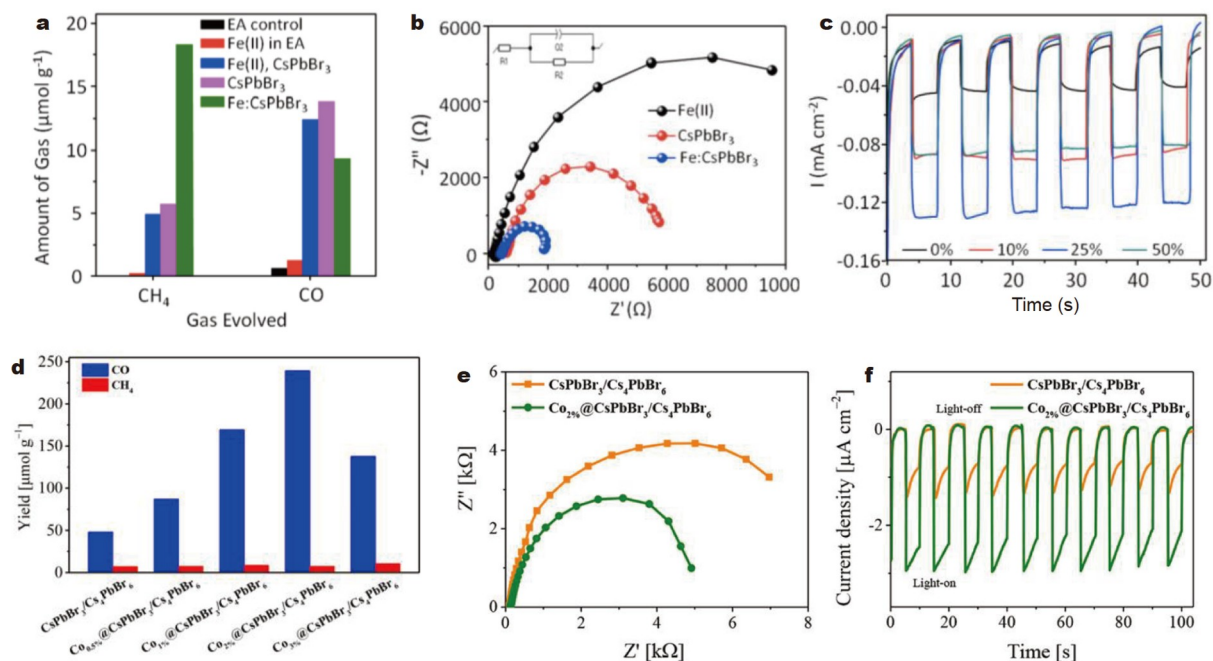 a
EA control
Fe(II) in EA
Fe(II), CsPbBr₃
CsPbBr₃
Fe:CsPbBr₃
Amount of Gas (μmol g⁻¹)
20
15
10
5
0
CH₄ CO
Gas Evolved
b
6000
4000
2000
0
-Z'' (Ω)
R1
Q2
R2
Fe(II)
CsPbBr₃
Fe:CsPbBr₃
0 2000 4000 6000 8000 1000
Z' (Ω)
c
0.00
-0.04
-0.08
-0.12
-0.16
I (mA cm⁻²)
0% 10% 25% 50%
0 10 20 30 40 50
Time (s)
d
CO
CH₄
Yield [μmol g⁻¹]
250
200
150
100
50
0
CsPbBr₃/Cs₄PbBr₆
Co₀.₅%@CsPbBr₃/Cs₄PbBr₆
Co₁%@CsPbBr₃/Cs₄PbBr₆
Co₂%@CsPbBr₃/Cs₄PbBr₆
Co₃%@CsPbBr₃/Cs₄PbBr₆
e
CsPbBr₃/Cs₄PbBr₆
Co₂%@CsPbBr₃/Cs₄PbBr₆
Z'' [kΩ]
6
4
2
0
0 1 2 3 4 5 6 7 8
Z' [kΩ]
f
CsPbBr₃/Cs₄PbBr₆
Co₂%@CsPbBr₃/Cs₄PbBr₆
Light-off
Light-on
Current density [μA cm⁻²]
0
-2
0 20 40 60 80 100
Time [s]